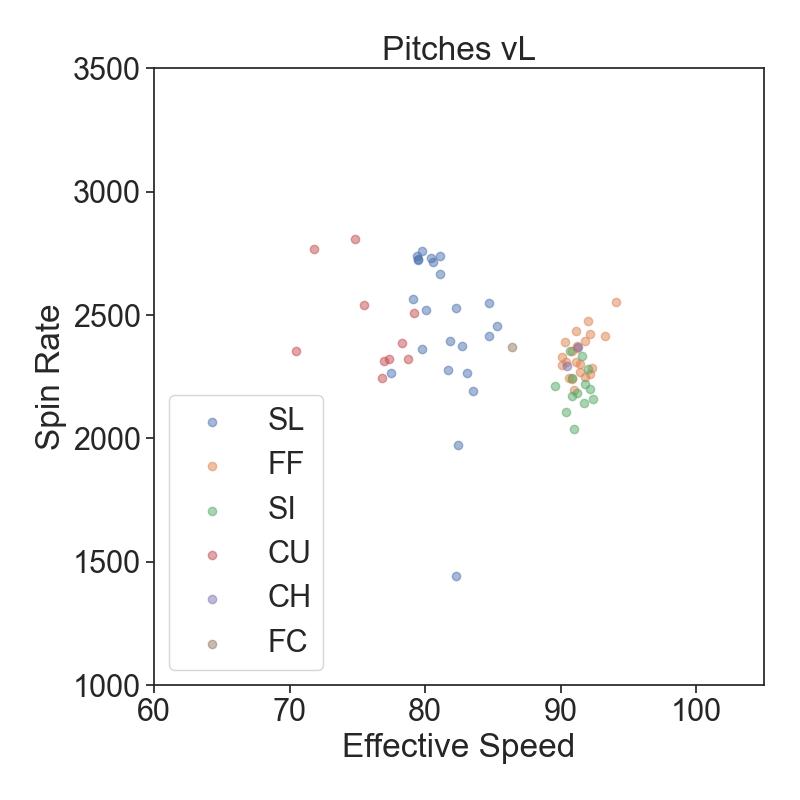 Pitches vL
3500
3000
2500
2000
1500
1000
Spin Rate
SL
FF
SI
CU
CH
FC
60 70 80 90 100
Effective Speed